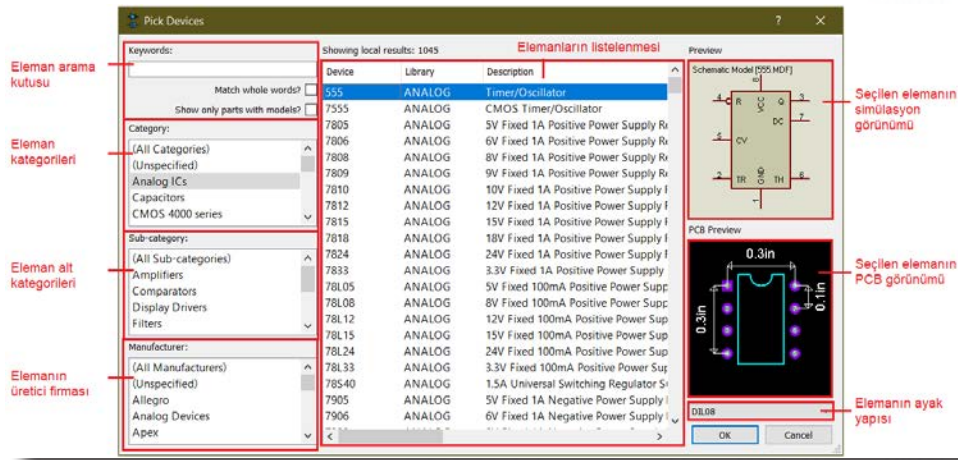 Pick Devices
? ×
Keywords:
Match whole words?
Show only parts with models?
Category:
(All Categories)
(Unspecified)
Analog ICs
Capacitors
CMOS 4000 series
Sub-category:
(All Sub-categories)
Amplifiers
Comparators
Display Drivers
Filters
Manufacturer:
(All Manufacturers)
(Unspecified)
Allegro
Analog Devices
Apex
Eleman arama
kutusu
Eleman
kategorileri
Eleman alt
kategorileri
Elemanın
üretici firması
Showing local results: 1045
Elemanların listelenmesi
Device Library Description
555 ANALOG Timer/Oscillator
7555 ANALOG CMOS Timer/Oscillator
7805 ANALOG 5V Fixed 1A Positive Power Supply Re
7806 ANALOG 6V Fixed 1A Positive Power Supply Re
7808 ANALOG 8V Fixed 1A Positive Power Supply Re
7809 ANALOG 9V Fixed 1A Positive Power Supply Re
7810 ANALOG 10V Fixed 1A Positive Power Supply F
7812 ANALOG 12V Fixed 1A Positive Power Supply F
7815 ANALOG 15V Fixed 1A Positive Power Supply F
7818 ANALOG 18V Fixed 1A Positive Power Supply F
7824 ANALOG 24V Fixed 1A Positive Power Supply F
7833 ANALOG 3.3V Fixed 1A Positive Power Supply
78L05 ANALOG 5V Fixed 100mA Positive Power Supp
78L08 ANALOG 8V Fixed 100mA Positive Power Supp
78L12 ANALOG 12V Fixed 100mA Positive Power Sup
78L15 ANALOG 15V Fixed 100mA Positive Power Sup
78L24 ANALOG 24V Fixed 100mA Positive Power Sup
78L33 ANALOG 3.3V Fixed 100mA Positive Power Sup
78S40 ANALOG 1.5A Universal Switching Regulator Su
7905 ANALOG 5V Fixed 1A Negative Power Supply
7906 ANALOG 6V Fixed 1A Negative Power Supply
Preview
Schematic Model [555.MDF]
8
4 R VCC Q 3
DC 7
5 CV
2 TR GND TH 6
1
PCB Preview
0.3in
0.3in
0.1in
DIL08
OK Cancel
Seçilen elemanın
simülasyon
görünümü
Seçilen elemanın
PCB görünümü
Elemanın ayak
yapısı